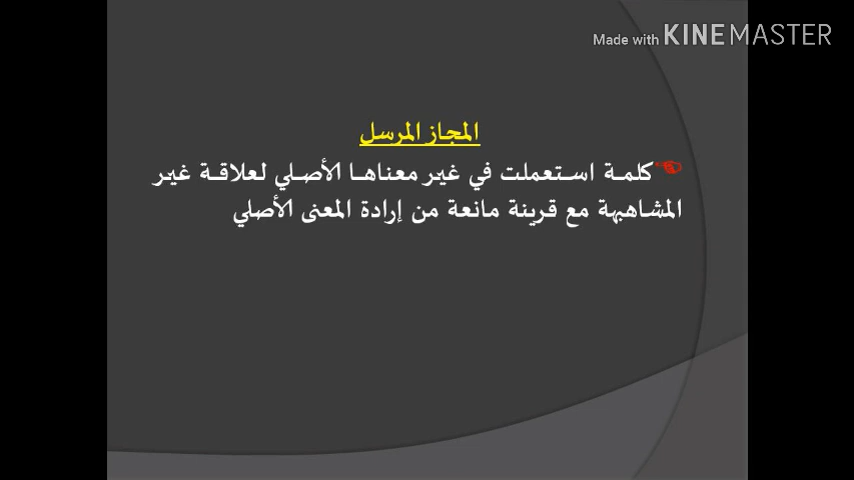 Made with KINEMASTER
المجاز المرسل
كلمة استعملت في غير معناها الأصلي لعلاقة غير
المشابهة مع قرينة مانعة من إرادة المعنى الأصلي